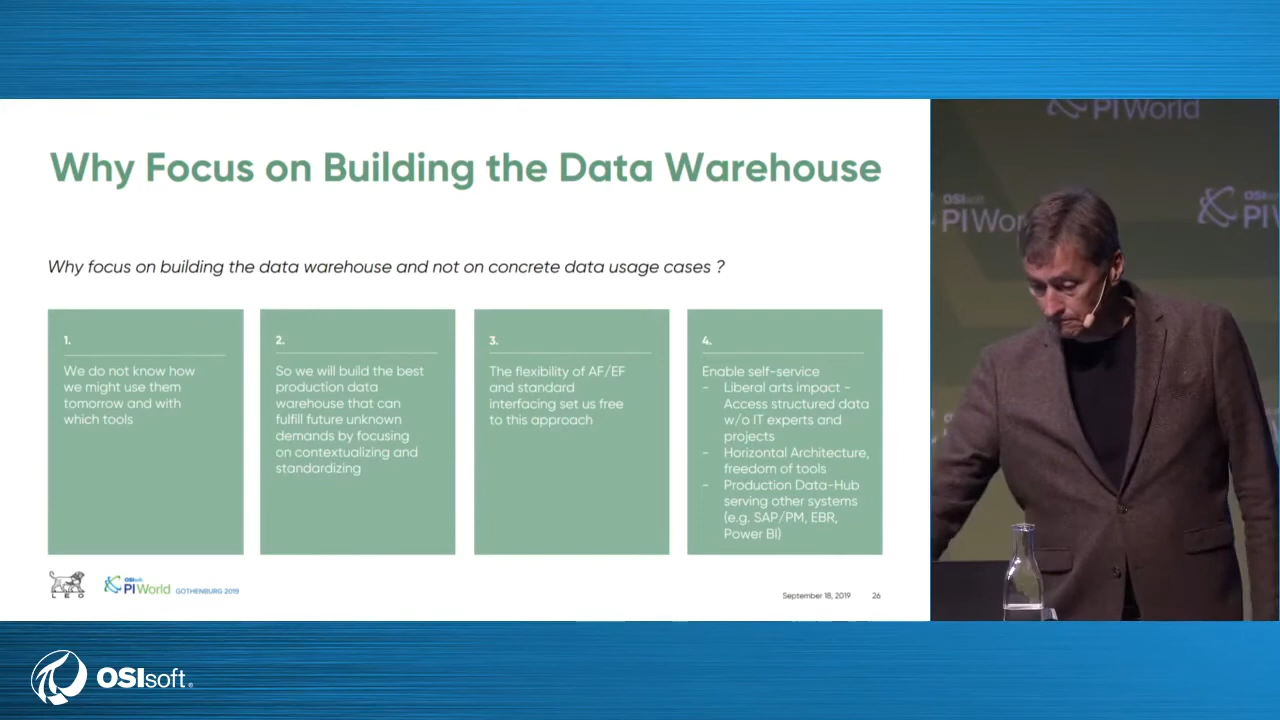 Why Focus on Building the Data Warehouse
Why focus on building the data warehouse and not on concrete data usage cases ?
1.
We do not know how
we might use them
tomorrow and with
which tools
2.
So we will build the best
production data
warehouse that can
fulfill future unknown
demands by focusing
on contextualizing and
standardizing
3.
The flexibility of AF/EF
and standard
interfacing set us free
to this approach
4.
Enable self-service
- Liberal arts impact -
Access structured data
w/o IT experts and
projects
- Horizontal Architecture,
freedom of tools
- Production Data-Hub
serving other systems
(e.g. SAP/PM, EBR,
Power BI)
LEO
OSIsoft.
PI World GOTHENBURG 2019
September 18, 2019 26
PI World
OSIsoft
PI Wor
OSIsoft
PI W
OSIsoft.